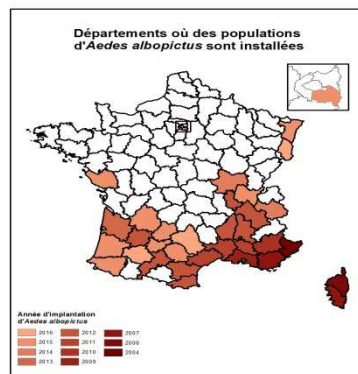 Départements où des populations
d'Aedes albopictus sont installées
Année d'implantation
d'Aedes albopictus
2016 2012 2007
2015 2011 2006
2014 2010 2004
2013 2009